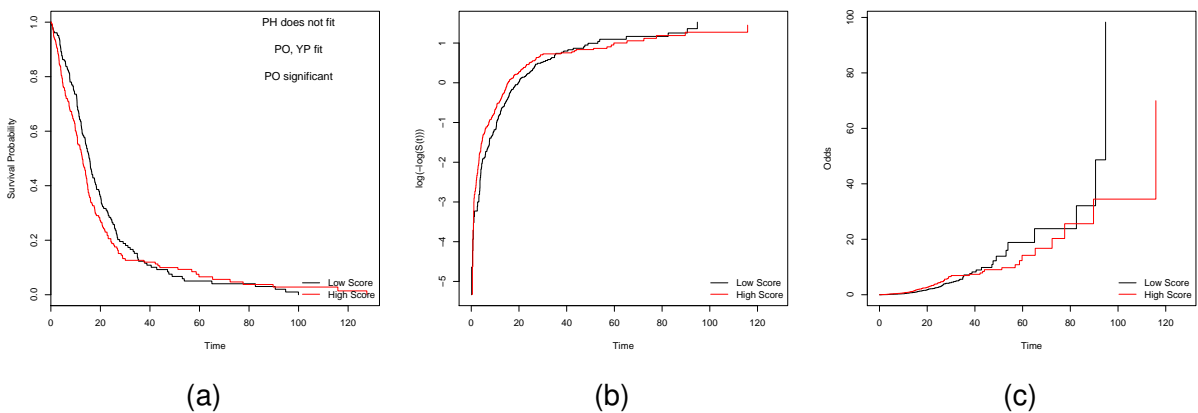 PH does not fit
PO, YP fit
PO significant
Survival Probability
1.0
0.8
0.6
0.4
0.2
0.0
Low Score
High Score
0 20 40 60 80 100 120
Time
(a)
log(−log(S(t)))
1
0
−1
−2
−3
−4
−5
Low Score
High Score
0 20 40 60 80 100 120
Time
(b)
Odds
100
80
60
40
20
0
Low Score
High Score
0 20 40 60 80 100 120
Time
(c)